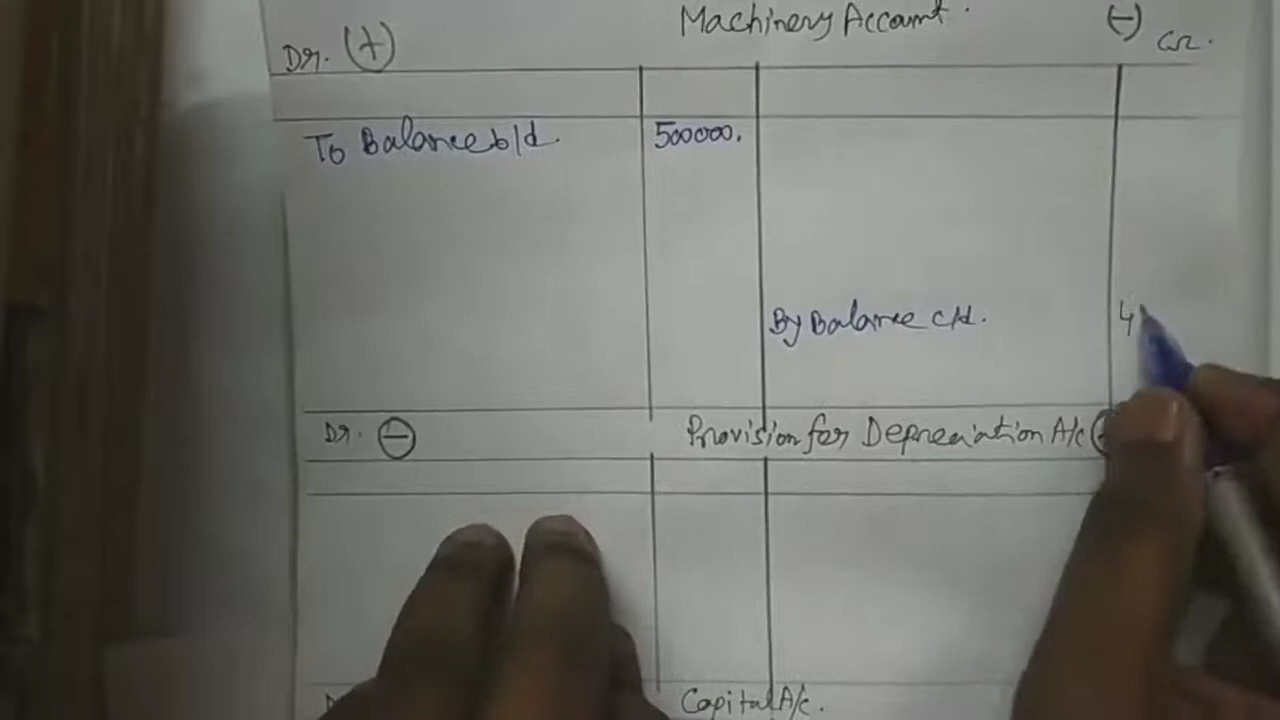 Machinery Account.
Dr. (+) (-) Cr.
To Balance b/d. 500000.
By Balance c/d. 4
Dr. (-) Provision for Depreciation A/c
Capital A/c.